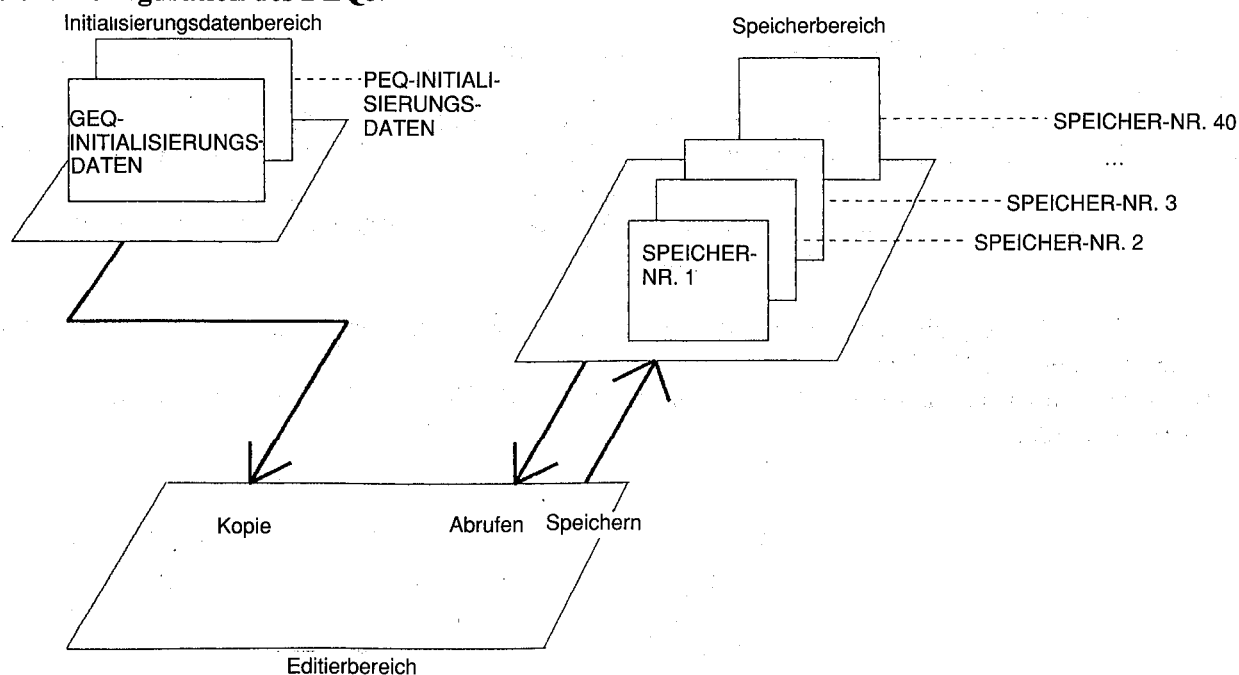 des
Initialisierungsdatenbereich
PEQ-INITIALI-
SIERUNGS-
DATEN
GEQ-
INITIALISIERUNGS-
DATEN
Speicherbereich
SPEICHER-NR. 40
...
SPEICHER-NR. 3
SPEICHER-NR. 2
SPEICHER-
NR. 1
Kopie
Abrufen
Speichern
Editierbereich